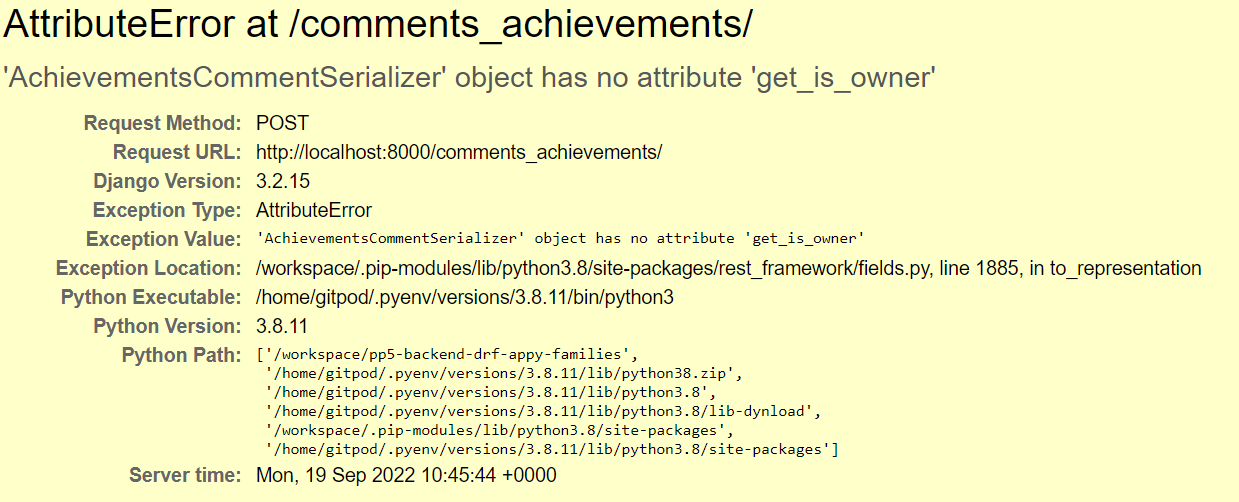 AttributeError at /comments_achievements/
'AchievementsCommentSerializer' object has no attribute 'get_is_owner'
Request Method: POST
Request URL: http://localhost:8000/comments_achievements/
Django Version: 3.2.15
Exception Type: AttributeError
Exception Value: 'AchievementsCommentSerializer' object has no attribute 'get_is_owner'
Exception Location: /workspace/.pip-modules/lib/python3.8/site-packages/rest_framework/fields.py, line 1885, in to_representation
Python Executable: /home/gitpod/.pyenv/versions/3.8.11/bin/python3
Python Version: 3.8.11
Python Path: ['/workspace/pp5-backend-drf-appy-families',
'/home/gitpod/.pyenv/versions/3.8.11/lib/python38.zip',
'/home/gitpod/.pyenv/versions/3.8.11/lib/python3.8',
'/home/gitpod/.pyenv/versions/3.8.11/lib/python3.8/lib-dynload',
'/workspace/.pip-modules/lib/python3.8/site-packages',
'/home/gitpod/.pyenv/versions/3.8.11/lib/python3.8/site-packages']
Server time: Mon, 19 Sep 2022 10:45:44 +0000